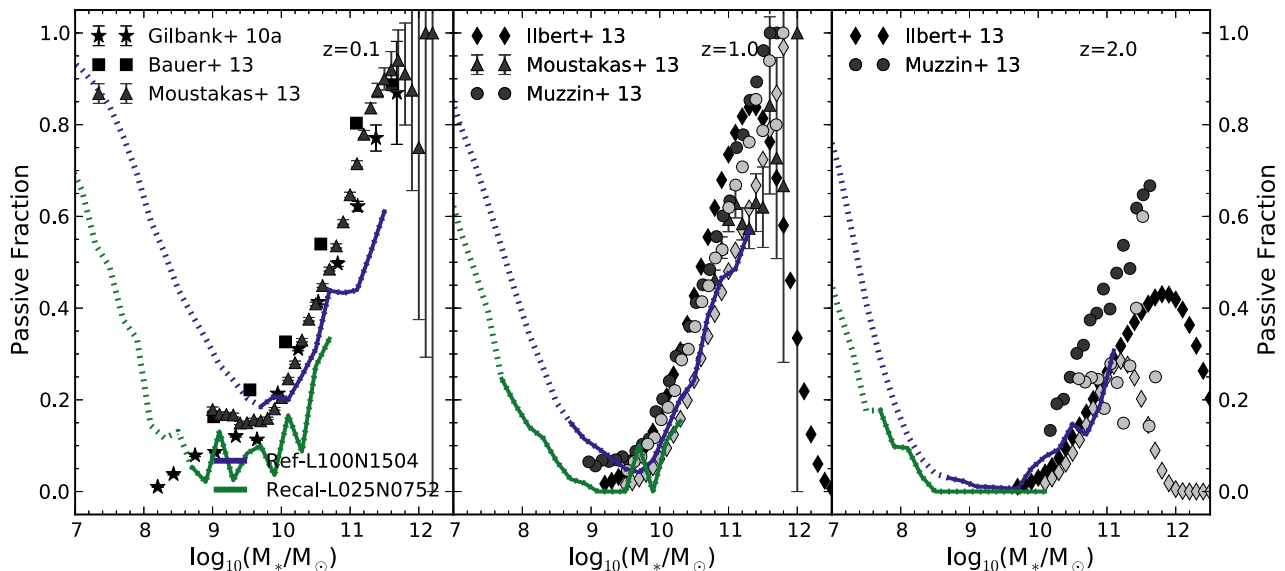 Gilbank+ 10a
Bauer+ 13
Moustakas+ 13
z=0.1
Ref-L100N1504
Recal-L025N0752
Passive Fraction
1.0
0.8
0.6
0.4
0.2
0.0
7 8 9 10 11 12
log10(M*/M⊙)
Ilbert+ 13
Moustakas+ 13
Muzzin+ 13
z=1.0
7 8 9 10 11 12
log10(M*/M⊙)
Ilbert+ 13
Muzzin+ 13
z=2.0
7 8 9 10 11 12
log10(M*/M⊙)
1.0
0.8
0.6
0.4
0.2
0.0
Passive Fraction